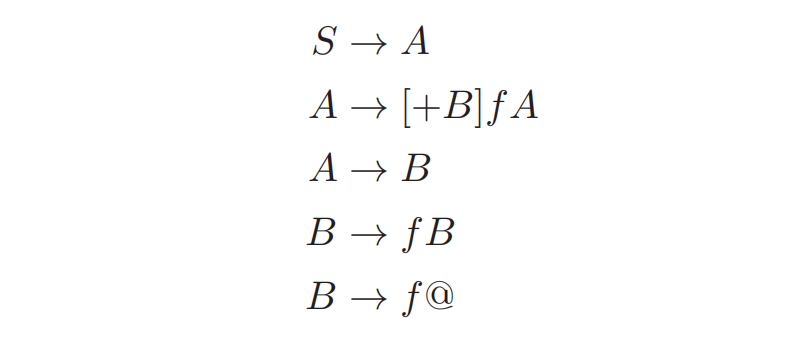 S → A
A → [+B]fA
A → B
B → fB
B → f@